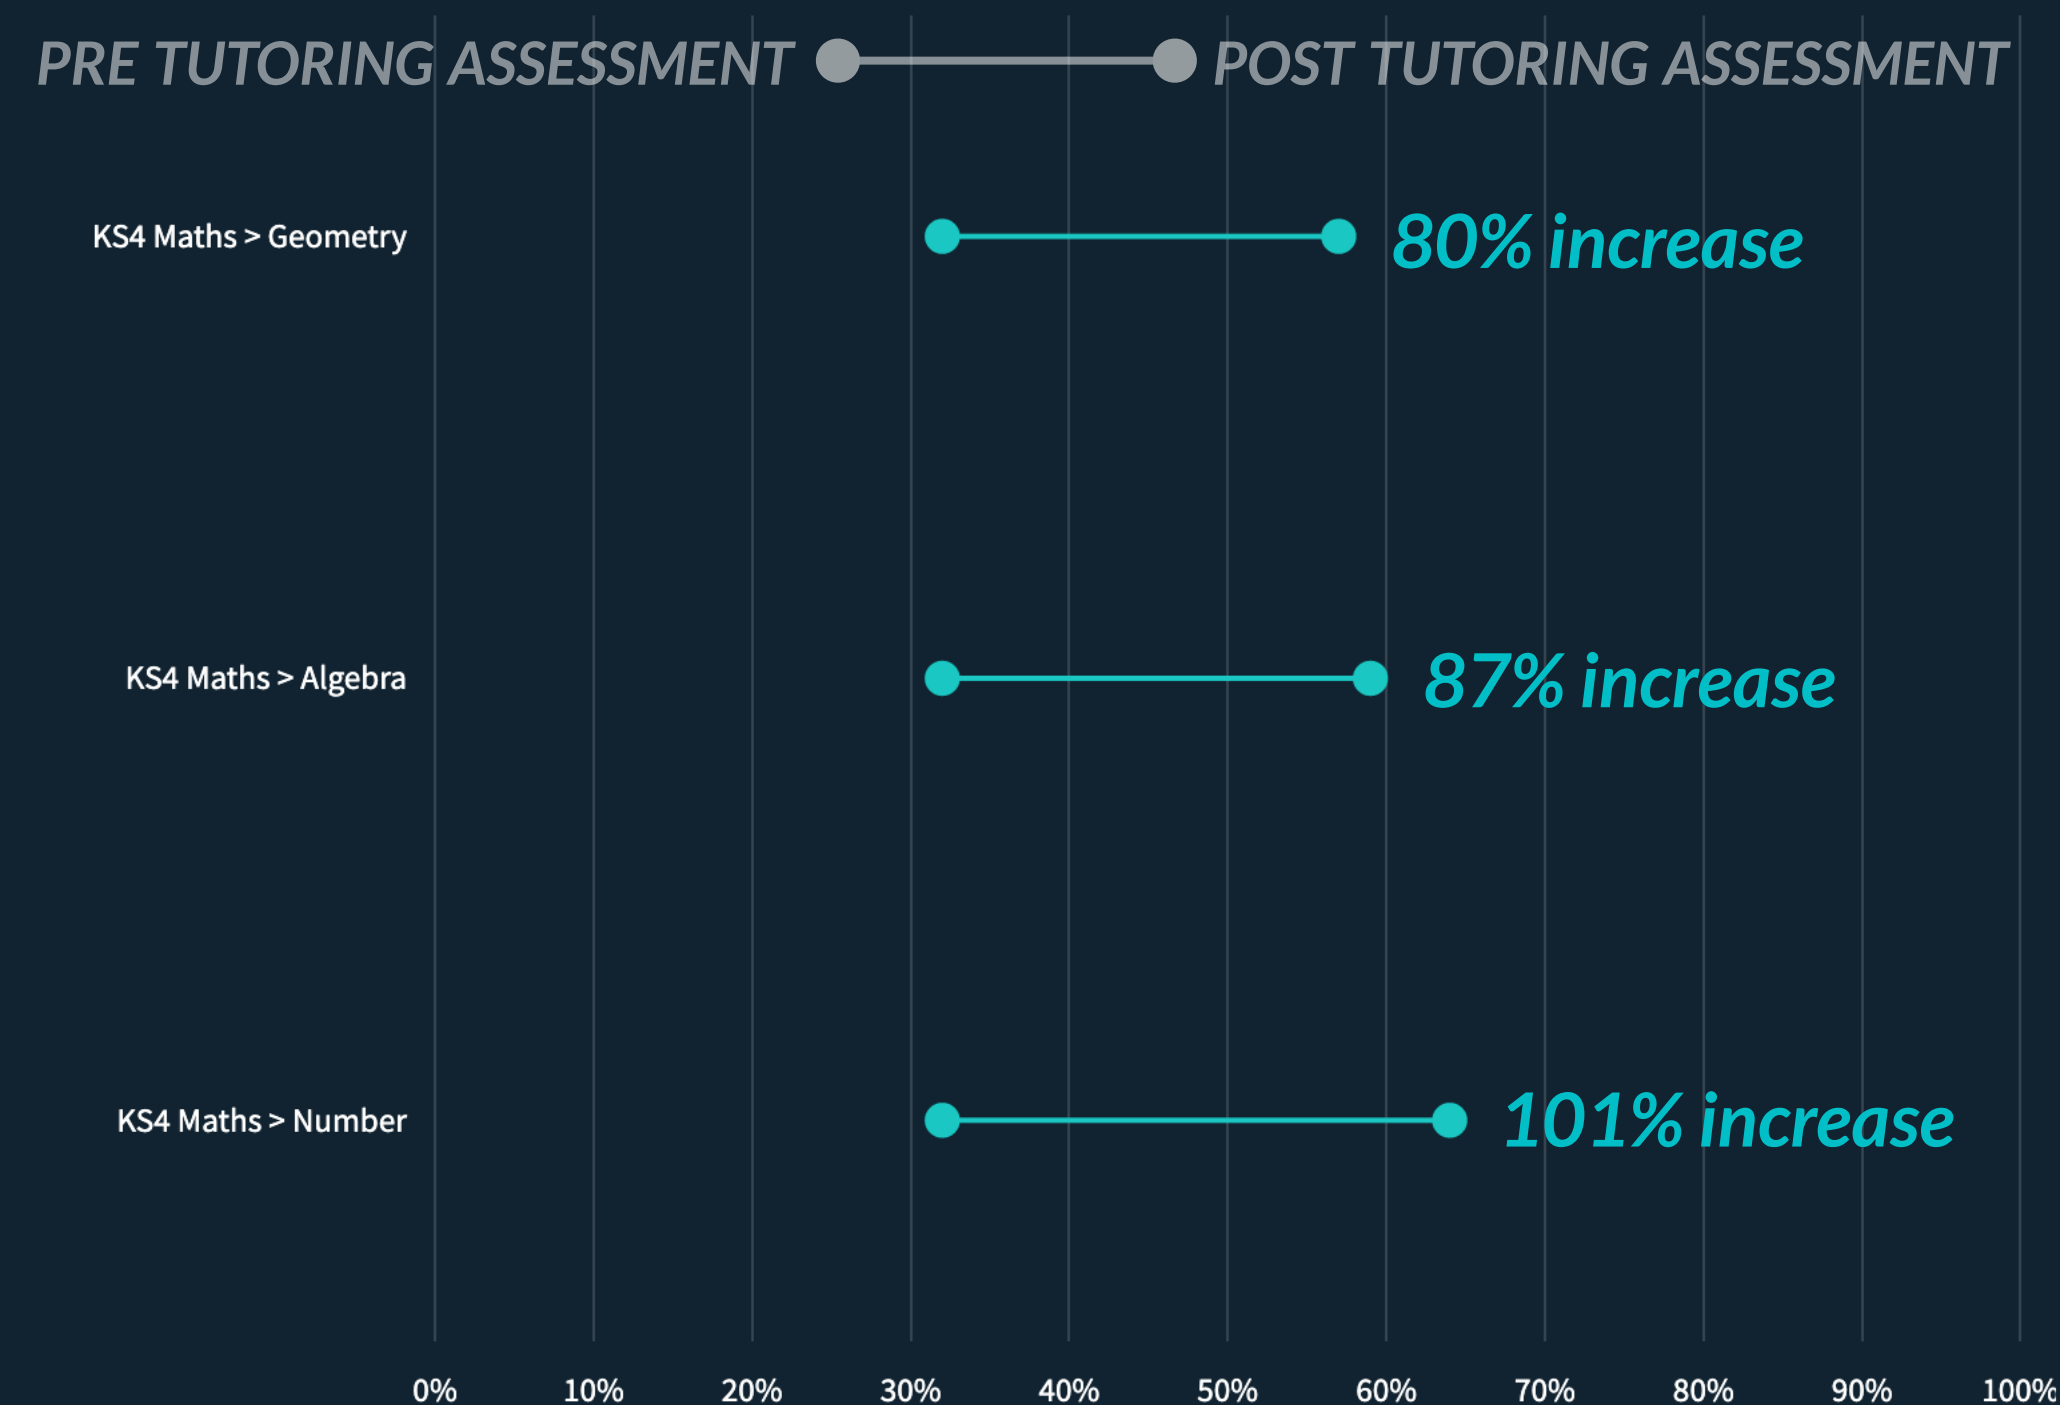 PRE TUTORING ASSESSMENT POST TUTORING ASSESSMENT
KS4 Maths > Geometry 80% increase
KS4 Maths > Algebra 87% increase
KS4 Maths > Number 101% increase
0% 10% 20% 30% 40% 50% 60% 70% 80% 90% 100%